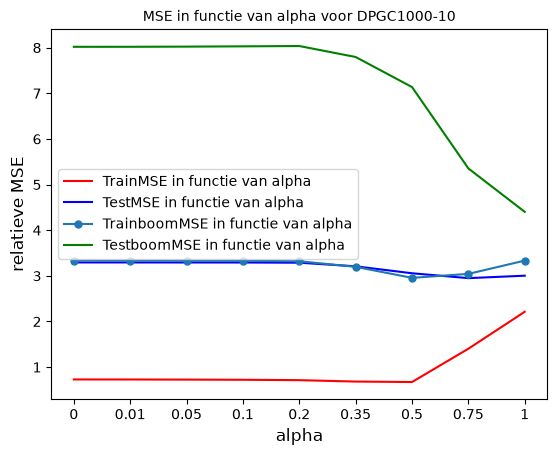 MSE in functie van alpha voor DPGC1000-10
relatieve MSE
8
7
6
5
4
3
2
1
TrainMSE in functie van alpha
TestMSE in functie van alpha
TrainboomMSE in functie van alpha
TestboomMSE in functie van alpha
0 0.01 0.05 0.1 0.2 0.35 0.5 0.75 1
alpha